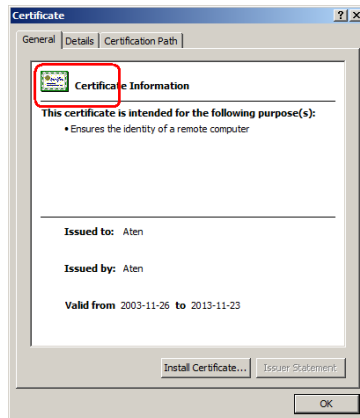 Certificate
General Details Certification Path
Certificate Information
This certificate is intended for the following purpose(s):
• Ensures the identity of a remote computer
Issued to: Aten
Issued by: Aten
Valid from 2003-11-26 to 2013-11-23
Install Certificate... Issuer Statement
OK